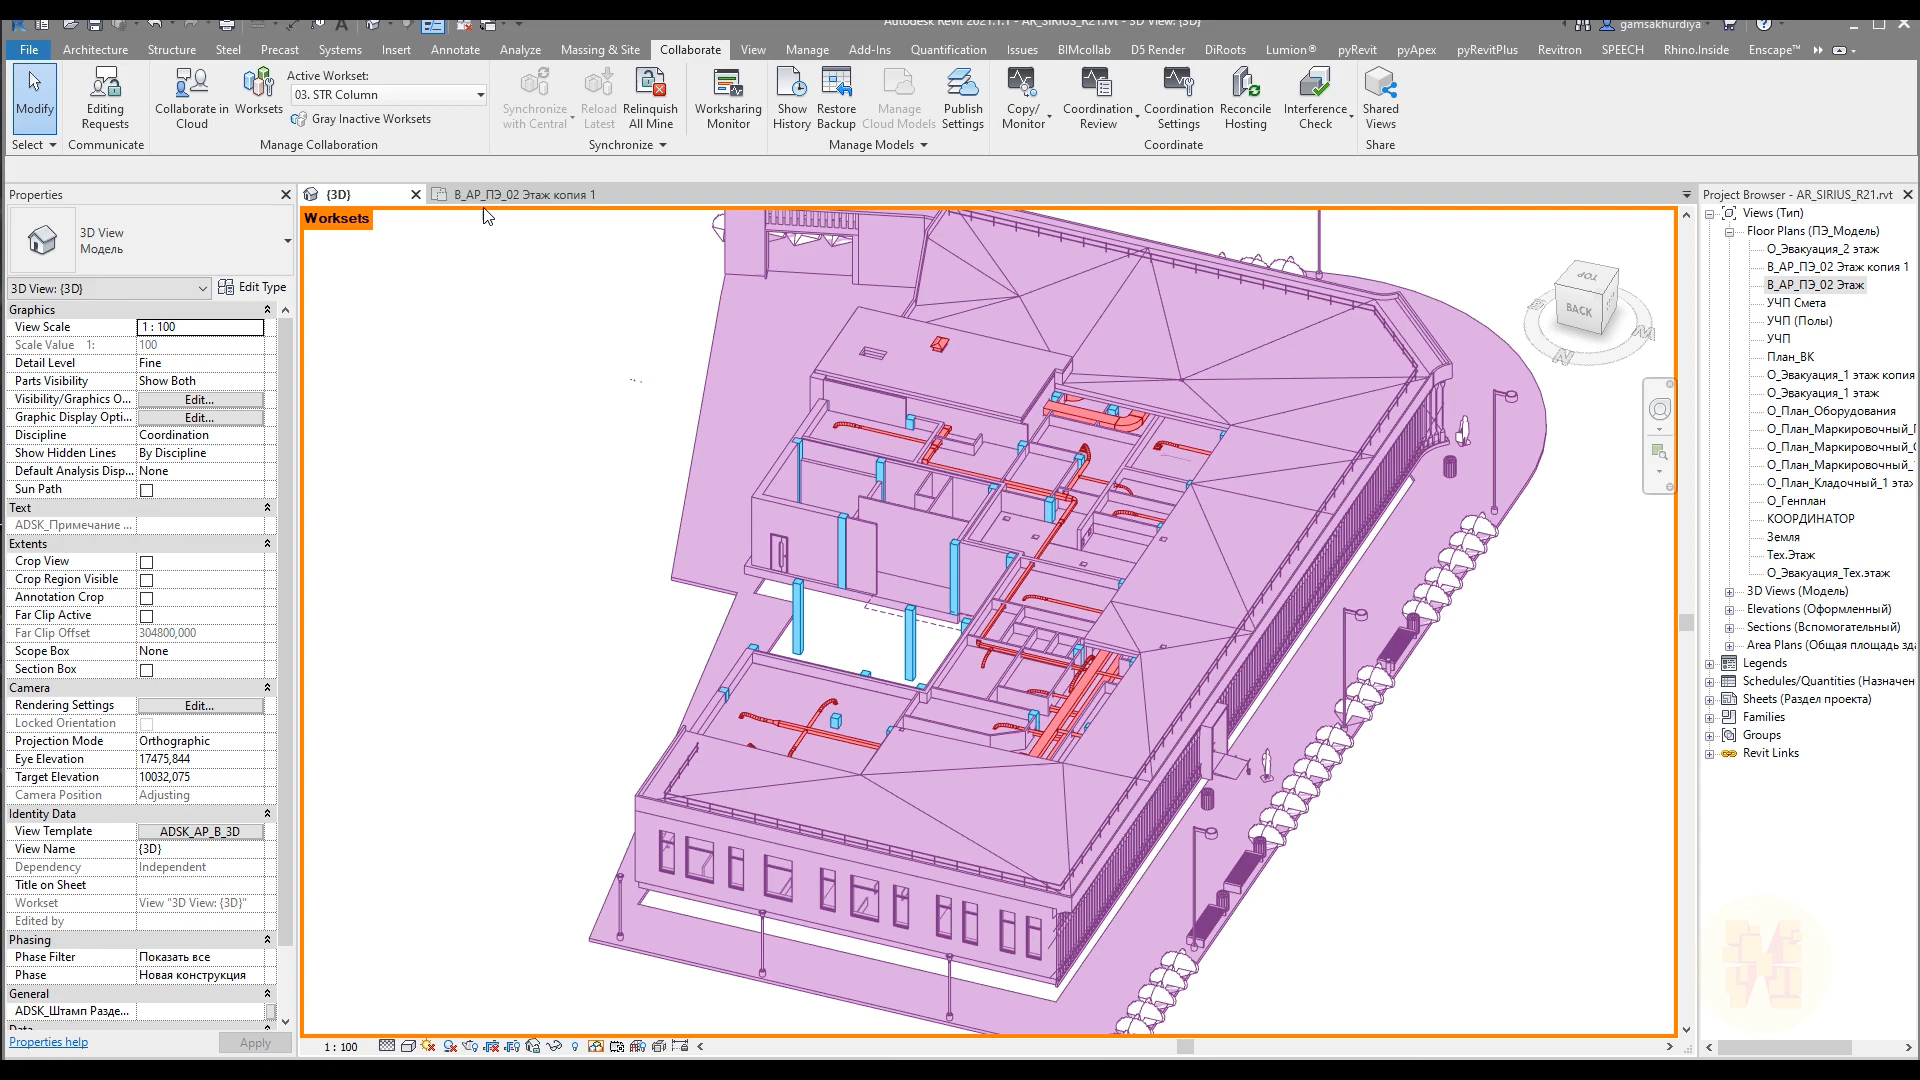 Autodesk Revit 2021.1.1 - AR_SIRIUS_R21.rvt - 3D View: {3D}
gamsakhurdiya
File Architecture Structure Steel Precast Systems Insert Annotate Analyze Massing & Site Collaborate View Manage Add-Ins Quantification Issues BIMcollab D5 Render DiRoots Lumion® pyRevit pyApex pyRevitPlus Revitron SPEECH Rhino.Inside Enscape™
Modify
Editing Requests
Collaborate in Cloud
Worksets
Active Workset:
03. STR Column
Gray Inactive Worksets
Synchronize with Central
Reload Latest
Relinquish All Mine
Worksharing Monitor
Show History
Restore Backup
Manage Cloud Models
Publish Settings
Copy/ Monitor
Coordination Review
Coordination Settings
Reconcile Hosting
Interference Check
Shared Views
Select Communicate Manage Collaboration Synchronize Manage Models Coordinate Share
Properties
3D View
Модель
3D View: {3D} Edit Type
Graphics
View Scale 1 : 100
Scale Value 1: 100
Detail Level Fine
Parts Visibility Show Both
Visibility/Graphics O... Edit...
Graphic Display Opti... Edit...
Discipline Coordination
Show Hidden Lines By Discipline
Default Analysis Disp... None
Sun Path
Text
ADSK_Примечание ...
Extents
Crop View
Crop Region Visible
Annotation Crop
Far Clip Active
Far Clip Offset 304800,000
Scope Box None
Section Box
Camera
Rendering Settings Edit...
Locked Orientation
Projection Mode Orthographic
Eye Elevation 17475,844
Target Elevation 10032,075
Camera Position Adjusting
Identity Data
View Template ADSK_АР_В_3D
View Name {3D}
Dependency Independent
Title on Sheet
Workset View "3D View: {3D}"
Edited by
Phasing
Phase Filter Показать все
Phase Новая конструкция
General
ADSK_Штамп Разде...
Data
Properties help Apply
{3D}
В_АР_ПЭ_02 Этаж копия 1
Worksets
TOP
BACK
N
1 : 100
Project Browser - AR_SIRIUS_R21.rvt
Views (Тип)
Floor Plans (ПЭ_Модель)
О_Эвакуация_2 этаж
В_АР_ПЭ_02 Этаж копия 1
В_АР_ПЭ_02 Этаж
УЧП Смета
УЧП (Полы)
УЧП
План_ВК
О_Эвакуация_1 этаж копия
О_Эвакуация_1 этаж
О_План_Оборудования
О_План_Маркировочный_
О_План_Маркировочный_
О_План_Маркировочный_
О_План_Кладочный_1 этаж
О_Генплан
КООРДИНАТОР
Земля
Тех.Этаж
О_Эвакуация_Тех.этаж
3D Views (Модель)
Elevations (Оформленный)
Sections (Вспомогательный)
Area Plans (Общая площадь зда
Legends
Schedules/Quantities (Назначен
Sheets (Раздел проекта)
Families
Groups
Revit Links